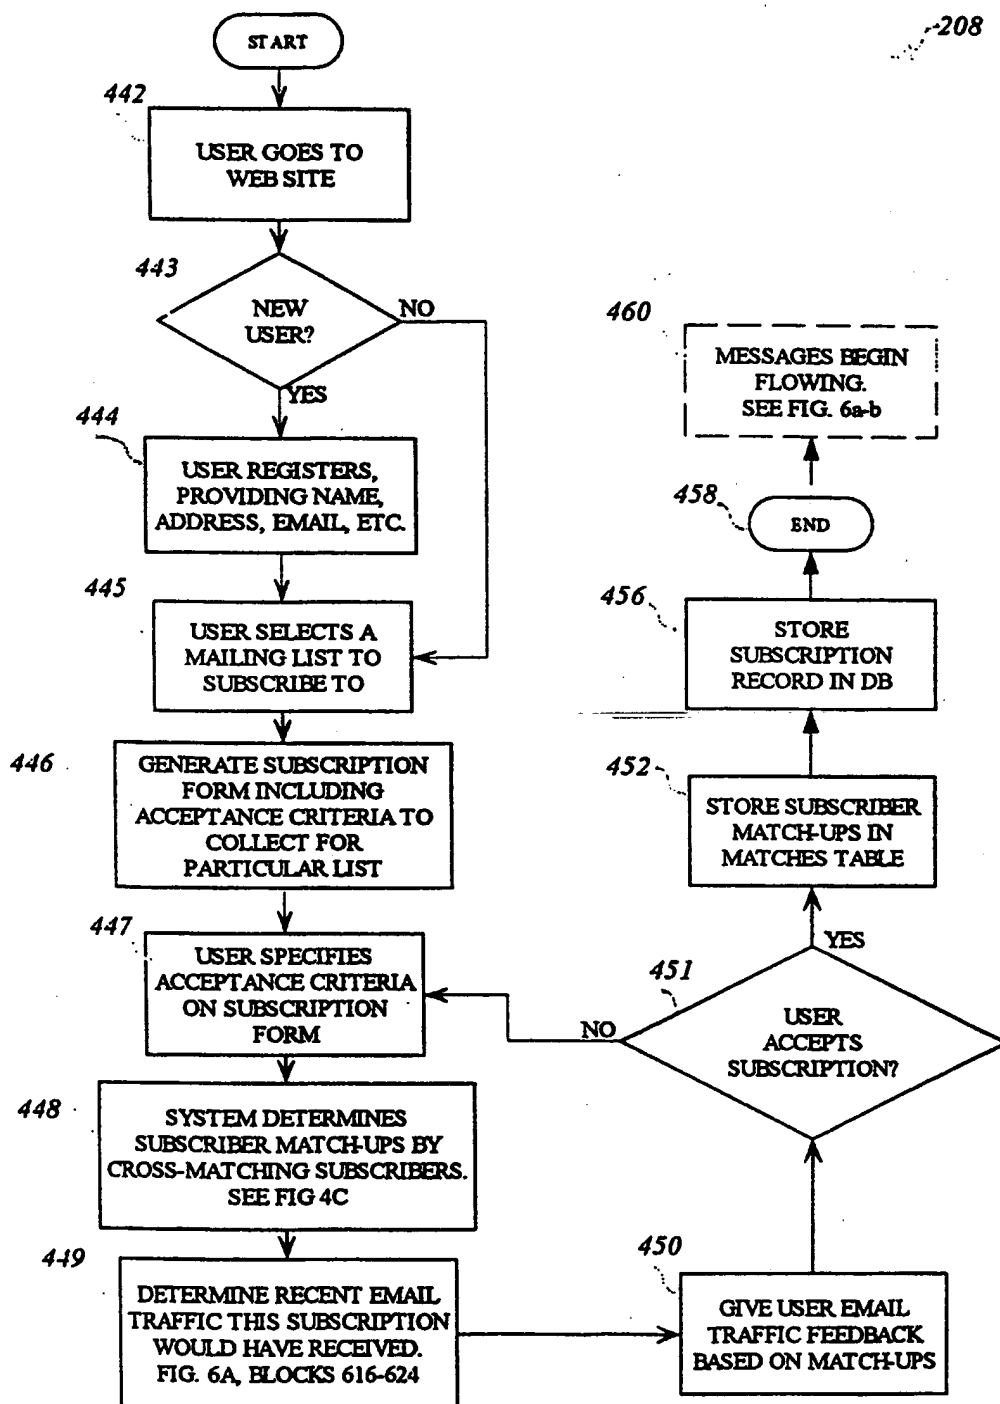 208
START
442
USER GOES TO
WEB SITE
443
NEW
USER?
NO
YES
444
USER REGISTERS,
PROVIDING NAME,
ADDRESS, EMAIL, ETC.
445
USER SELECTS A
MAILING LIST TO
SUBSCRIBE TO
446
GENERATE SUBSCRIPTION
FORM INCLUDING
ACCEPTANCE CRITERIA TO
COLLECT FOR
PARTICULAR LIST
447
USER SPECIFIES
ACCEPTANCE CRITERIA
ON SUBSCRIPTION
FORM
448
SYSTEM DETERMINES
SUBSCRIBER MATCH-UPS BY
CROSS-MATCHING SUBSCRIBERS.
SEE FIG 4C
449
DETERMINE RECENT EMAIL
TRAFFIC THIS SUBSCRIPTION
WOULD HAVE RECEIVED.
FIG. 6A, BLOCKS 616-624
450
GIVE USER EMAIL
TRAFFIC FEEDBACK
BASED ON MATCH-UPS
451
USER
ACCEPTS
SUBSCRIPTION?
NO
YES
452
STORE SUBSCRIBER
MATCH-UPS IN
MATCHES TABLE
456
STORE
SUBSCRIPTION
RECORD IN DB
458
END
460
MESSAGES BEGIN
FLOWING.
SEE FIG. 6a-b